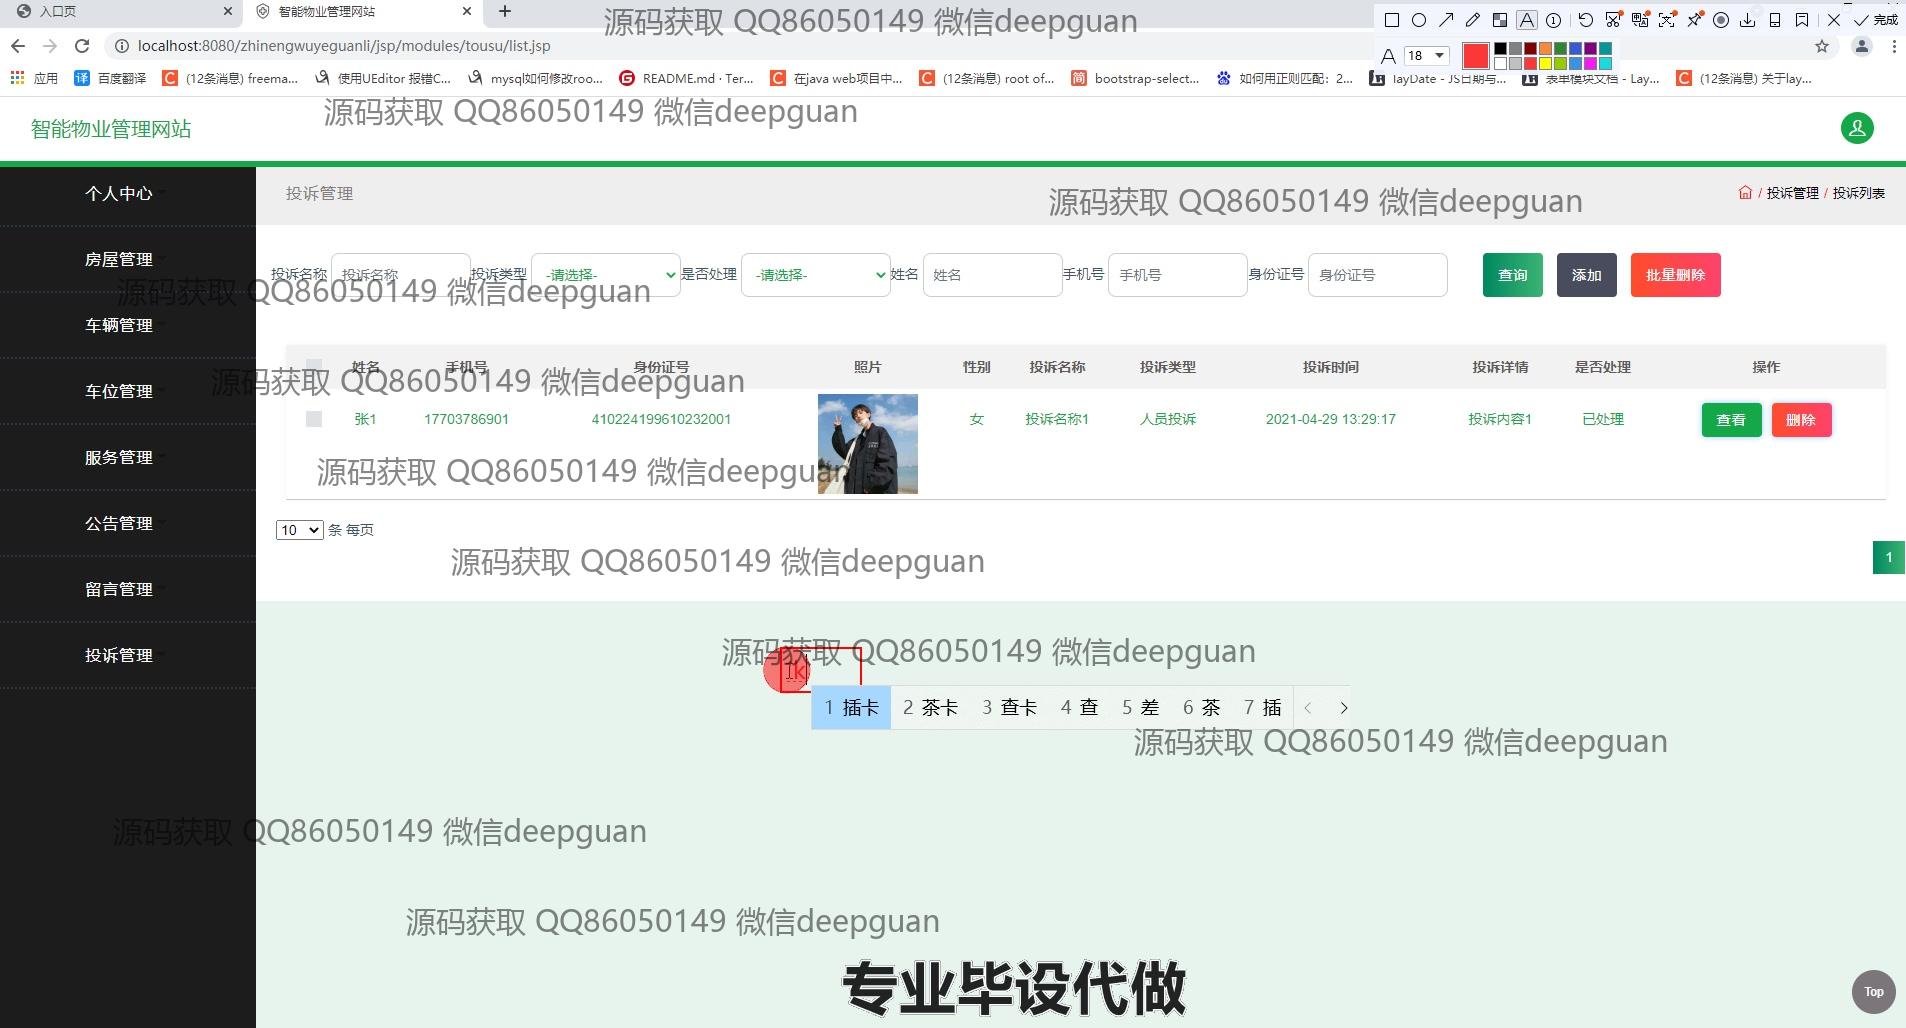 入口页
智能物业管理网站
源码获取 QQ86050149 微信deepguan
完成
localhost:8080/zhinengwuyeguanli/jsp/modules/tousu/list.jsp
18
应用
百度翻译
(12条消息) freema...
使用UEditor 报错C...
mysql如何修改roo...
README.md · Ter...
在java web项目中...
(12条消息) root of...
bootstrap-select...
如何用正则匹配：2...
layDate - JS日期与...
表单模块文档 - Lay...
(12条消息) 关于lay...
源码获取 QQ86050149 微信deepguan
智能物业管理网站
个人中心
投诉管理
源码获取 QQ86050149 微信deepguan
/ 投诉管理 / 投诉列表
房屋管理
投诉名称 投诉名称 投诉类型 -请选择- 是否处理 -请选择- 姓名 姓名 手机号 手机号 身份证号 身份证号 查询 添加 批量删除
源码获取 QQ86050149 微信deepguan
车辆管理
姓名 手机号 身份证号 照片 性别 投诉名称 投诉类型 投诉时间 投诉详情 是否处理 操作
源码获取 QQ86050149 微信deepguan
车位管理
张1 17703786901 410224199610232001 女 投诉名称1 人员投诉 2021-04-29 13:29:17 投诉内容1 已处理 查看 删除
服务管理
源码获取 QQ86050149 微信deepguan
公告管理
10 条 每页
1
源码获取 QQ86050149 微信deepguan
留言管理
投诉管理
源码获取 QQ86050149 微信deepguan
1 插卡 2 茶卡 3 查卡 4 查 5 差 6 茶 7 插
源码获取 QQ86050149 微信deepguan
源码获取 QQ86050149 微信deepguan
源码获取 QQ86050149 微信deepguan
专业毕设代做
Top